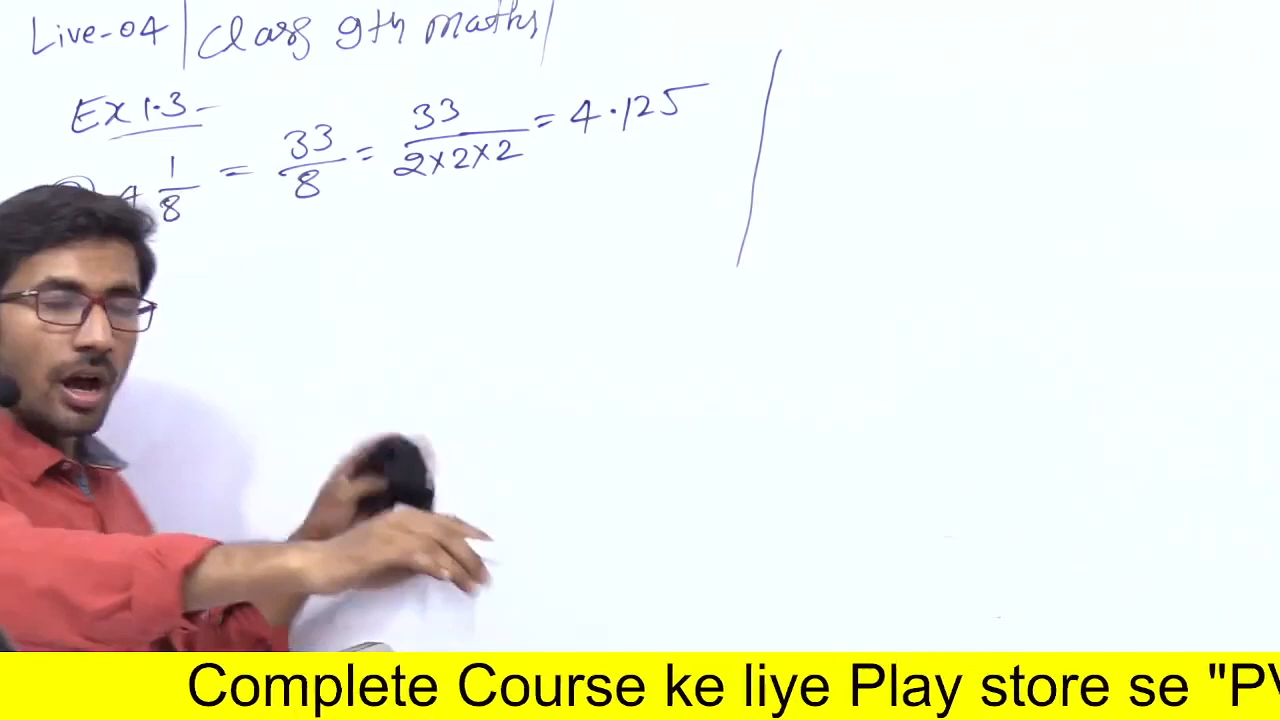 Live-04 | Class 9th maths |
Ex 1.3 -
4 1/8 = 33/8 = 33/2×2×2 = 4.125
Complete Course ke liye Play store se "PV